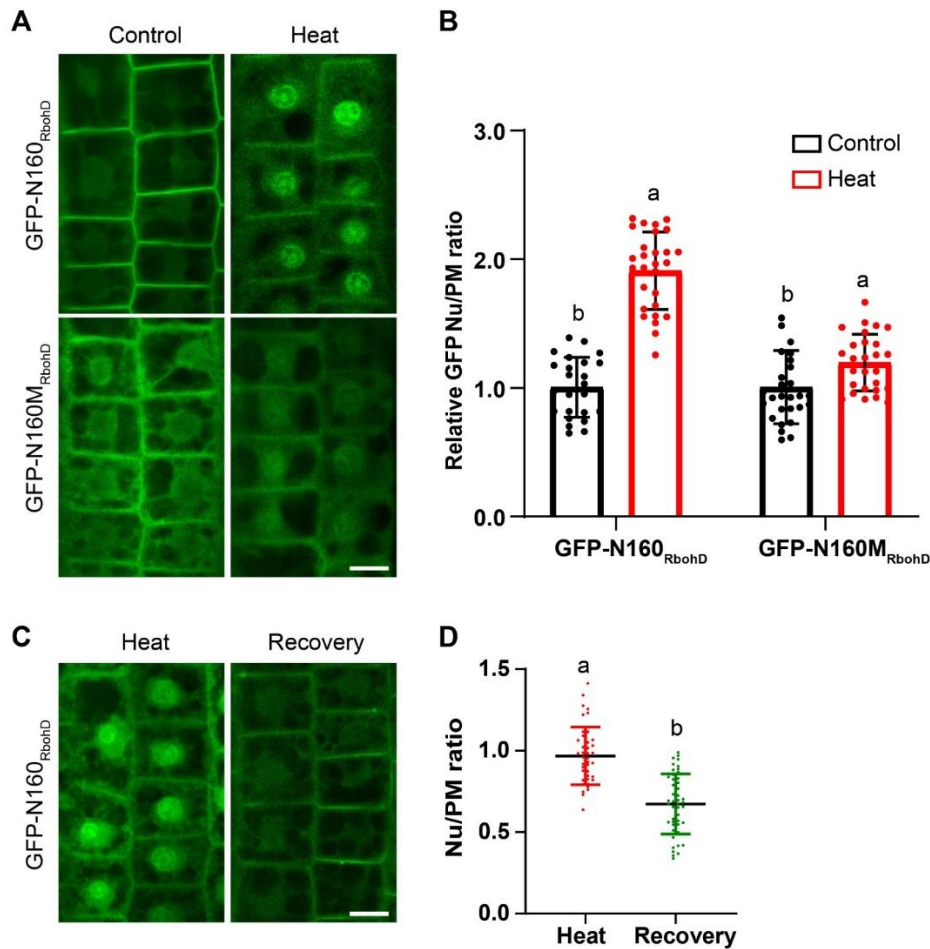 A
Control
Heat
GFP-N160RbohD
GFP-N160MRbohD
B
Relative GFP Nu/PM ratio
3.0
2.0
1.0
0.0
Control
Heat
b
a
b
a
GFP-N160RbohD
GFP-N160MRbohD
C
Heat
Recovery
GFP-N160RbohD
D
Nu/PM ratio
1.5
1.0
0.5
0.0
a
b
Heat
Recovery